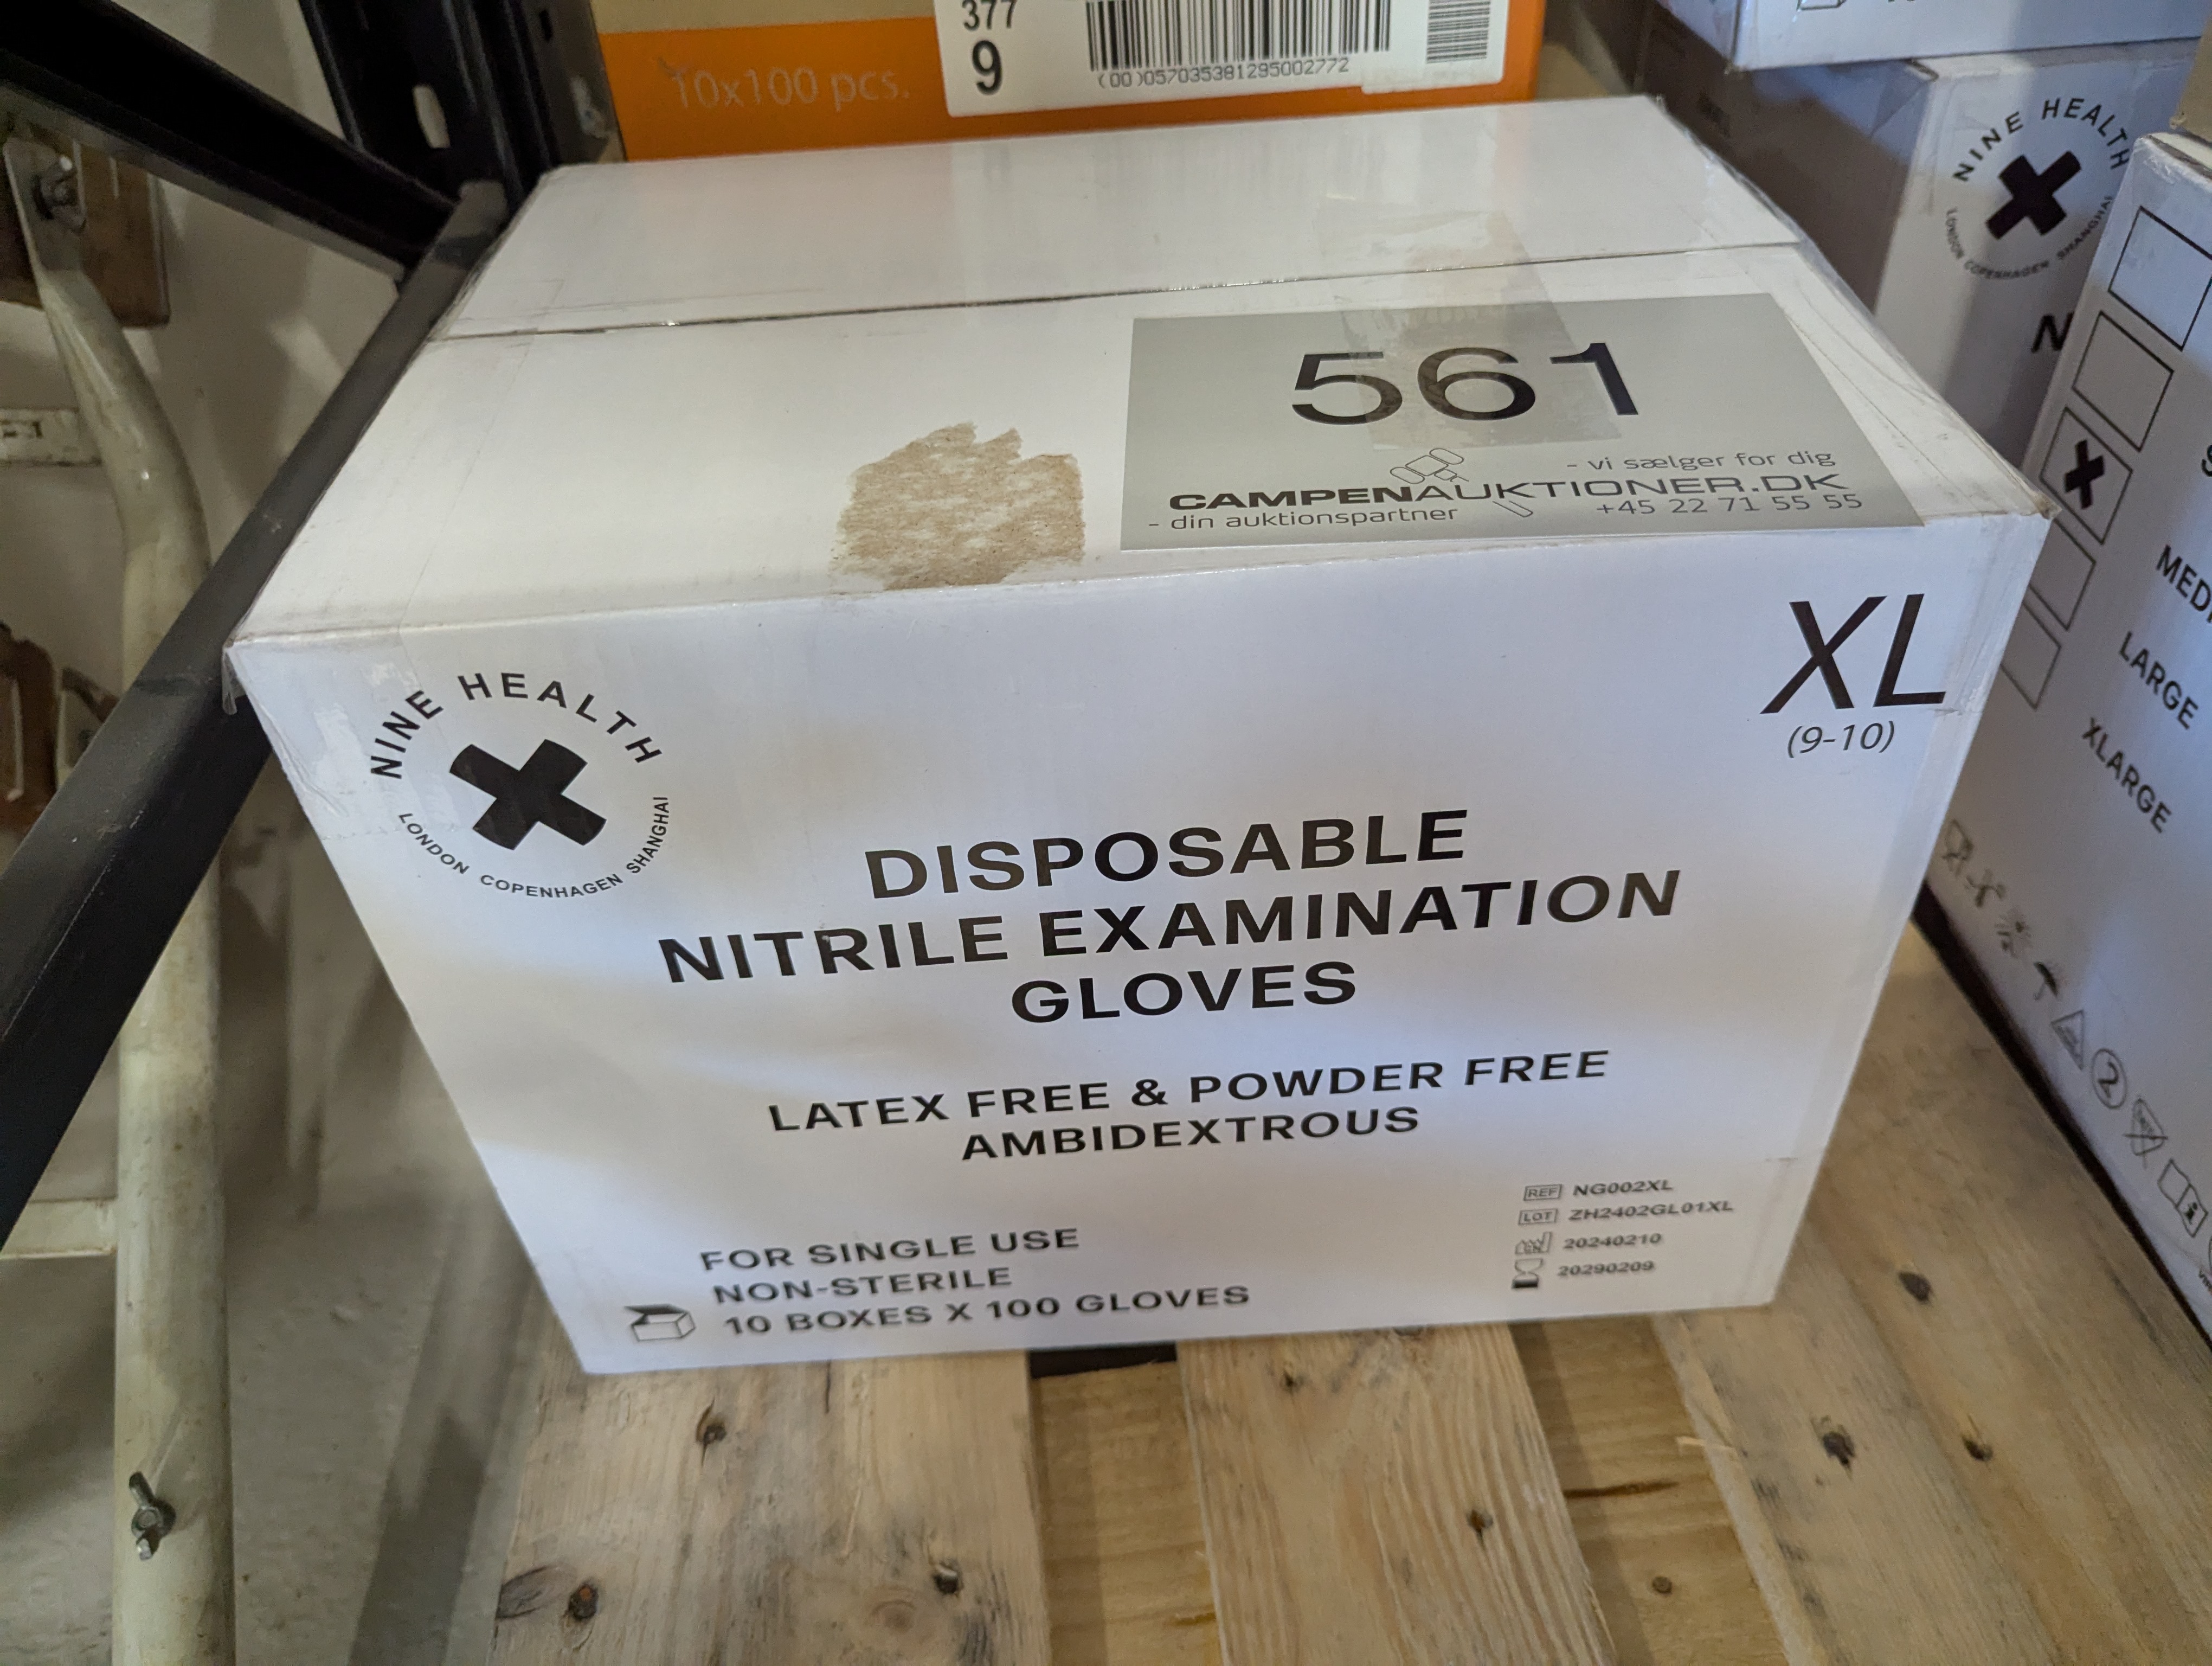 377
9
10x100 pcs.
(00)057035381295002772
NINE HEALTH
LONDON COPENHAGEN SHANGHAI
N
561
- vi sælger for dig
CAMPENAUKTIONER.DK
- din auktionspartner
+45 22 71 55 55
XL
(9-10)
NINE HEALTH
LONDON COPENHAGEN SHANGHAI
DISPOSABLE
NITRILE EXAMINATION
GLOVES
LATEX FREE & POWDER FREE
AMBIDEXTROUS
FOR SINGLE USE
NON-STERILE
10 BOXES X 100 GLOVES
REF NG002XL
LOT ZH2402GL01XL
20240210
20290209
S
MEDI
LARGE
XLARGE
2